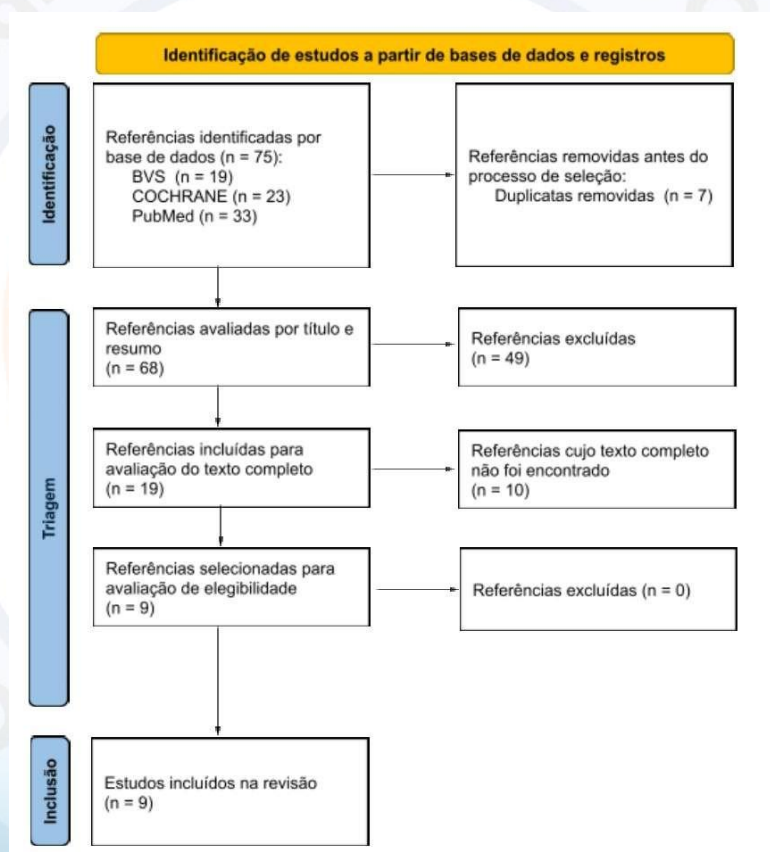 Identificação de estudos a partir de bases de dados e registros
Identificação
Referências identificadas por
base de dados (n = 75):
BVS (n = 19)
COCHRANE (n = 23)
PubMed (n = 33)
Referências removidas antes do
processo de seleção:
Duplicatas removidas (n = 7)
Triagem
Referências avaliadas por título e
resumo
(n = 68)
Referências excluídas
(n = 49)
Referências incluídas para
avaliação do texto completo
(n = 19)
Referências cujo texto completo
não foi encontrado
(n = 10)
Referências selecionadas para
avaliação de elegibilidade
(n = 9)
Referências excluídas (n = 0)
Inclusão
Estudos incluídos na revisão
(n = 9)